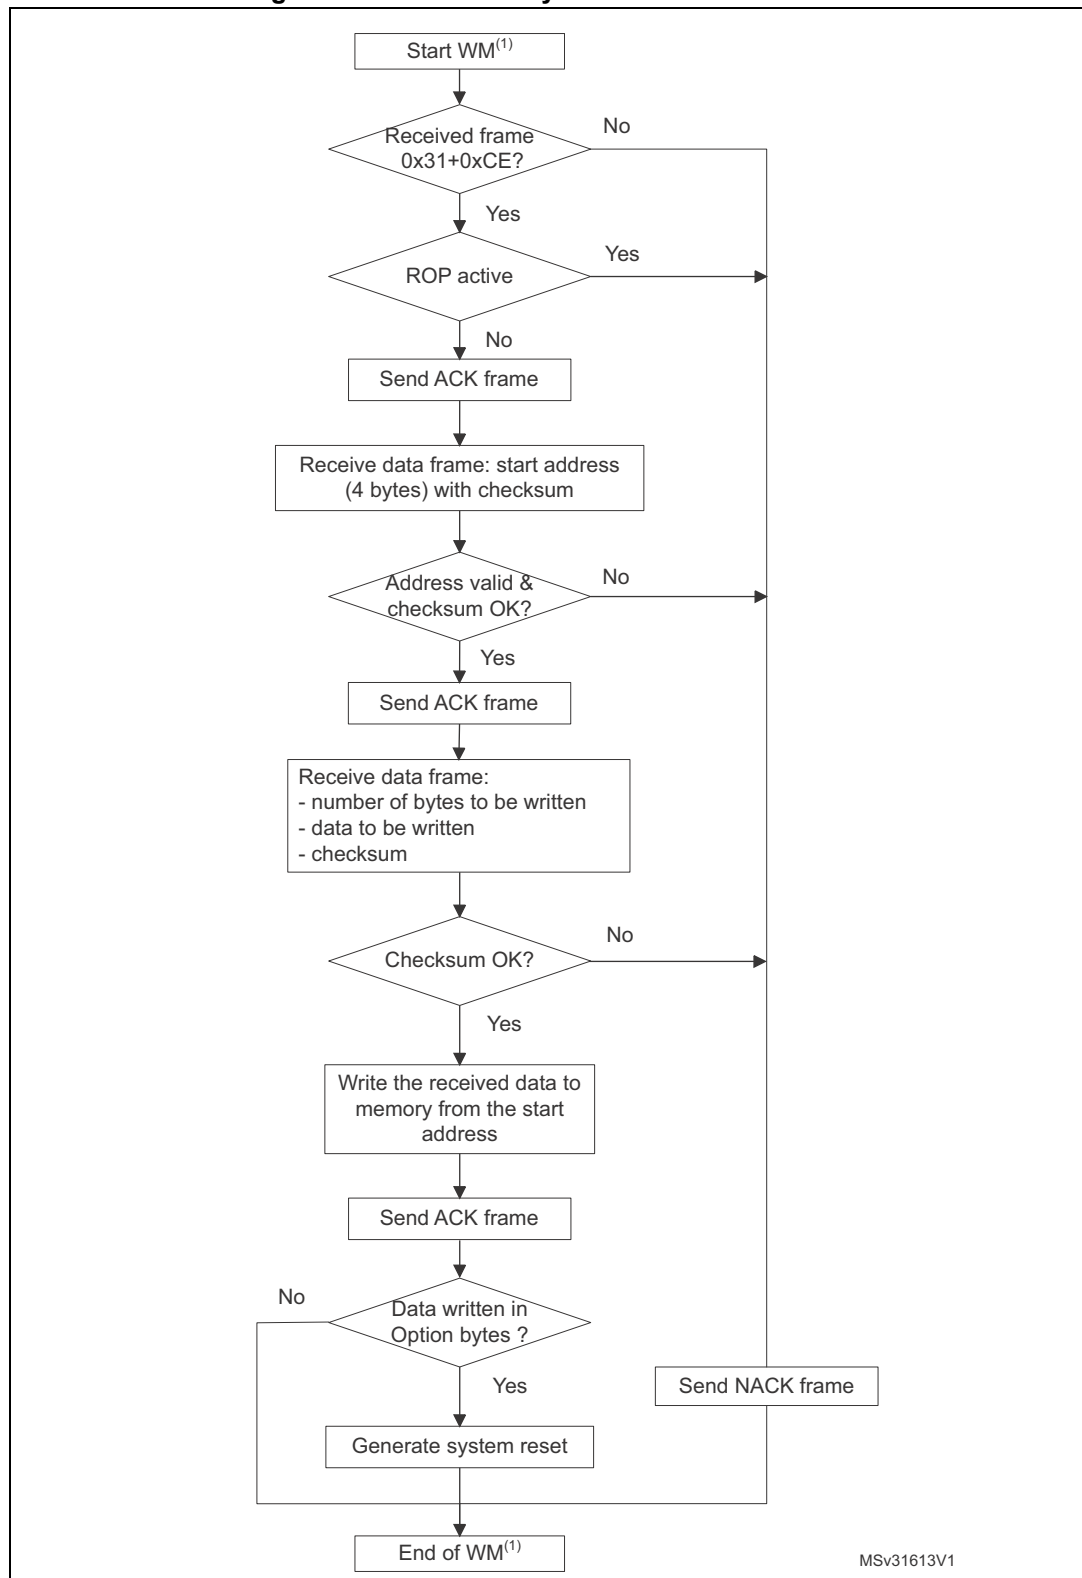 Start WM(1)
No
Received frame
0x31+0xCE?
Yes
Yes
ROP active
No
Send ACK frame
Receive data frame: start address
(4 bytes) with checksum
No
Address valid &
checksum OK?
Yes
Send ACK frame
Receive data frame:
- number of bytes to be written
- data to be written
- checksum
No
Checksum OK?
Yes
Write the received data to
memory from the start
address
Send ACK frame
No
Data written in
Option bytes ?
Yes
Send NACK frame
Generate system reset
End of WM(1)
MSv31613V1